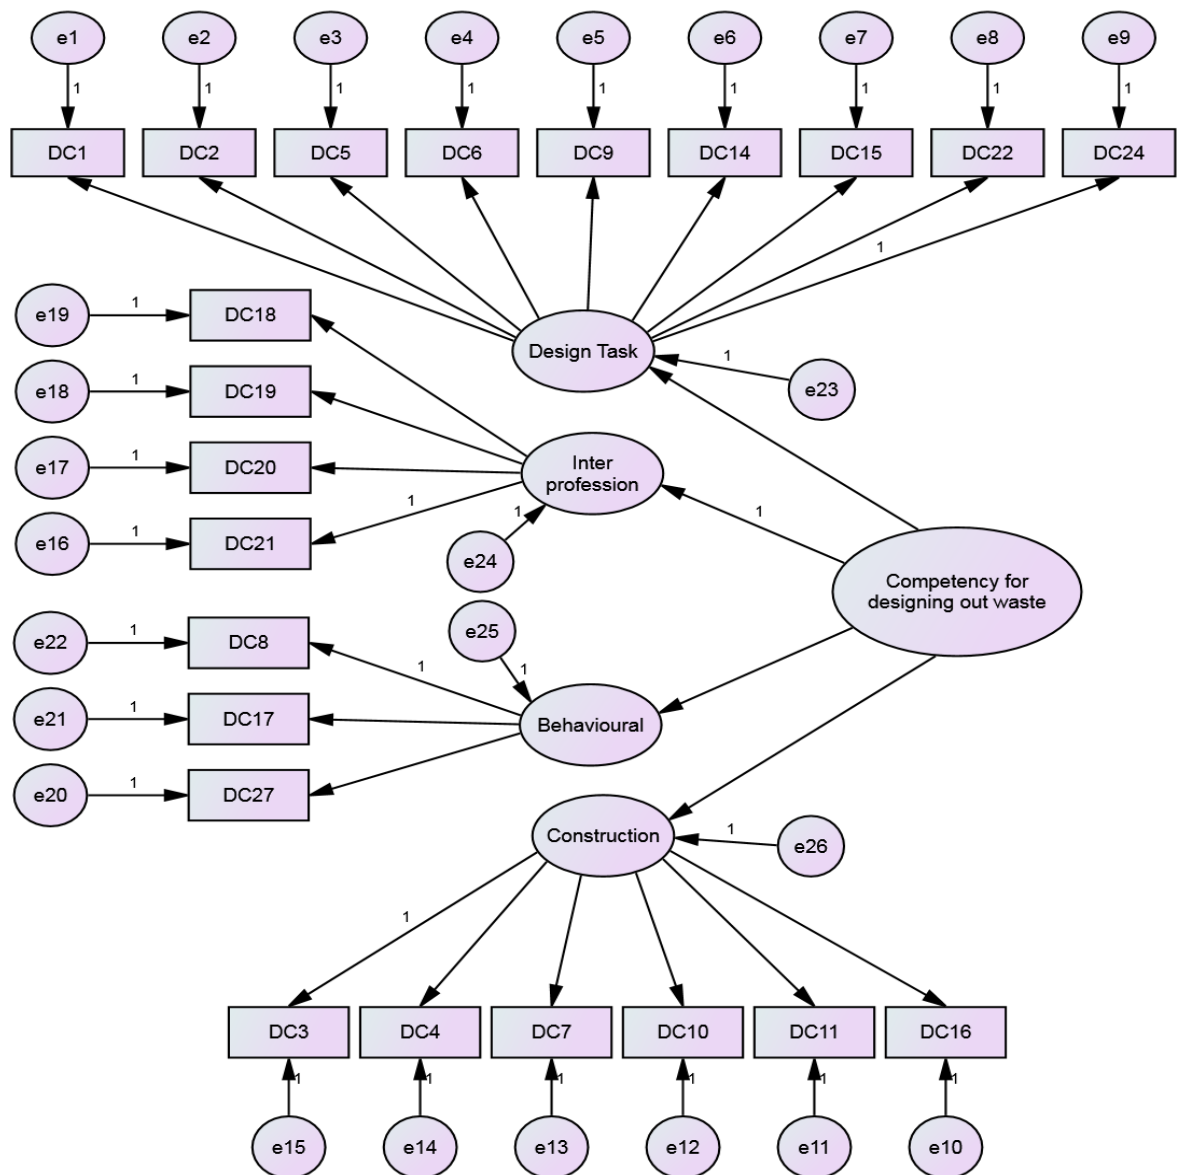 e1 e2 e3 e4 e5 e6 e7 e8 e9
1 1 1 1 1 1 1 1 1
DC1 DC2 DC5 DC6 DC9 DC14 DC15 DC22 DC24
1
e19 1 DC18
Design Task 1 e23
e18 1 DC19
e17 1 DC20
Inter
profession
1 1 1
e16 1 DC21
e24
Competency for
designing out waste
e25
e22 1 DC8
1 1
e21 1 DC17
Behavioural
e20 1 DC27
Construction 1 e26
1
DC3 DC4 DC7 DC10 DC11 DC16
1 1 1 1 1 1
e15 e14 e13 e12 e11 e10